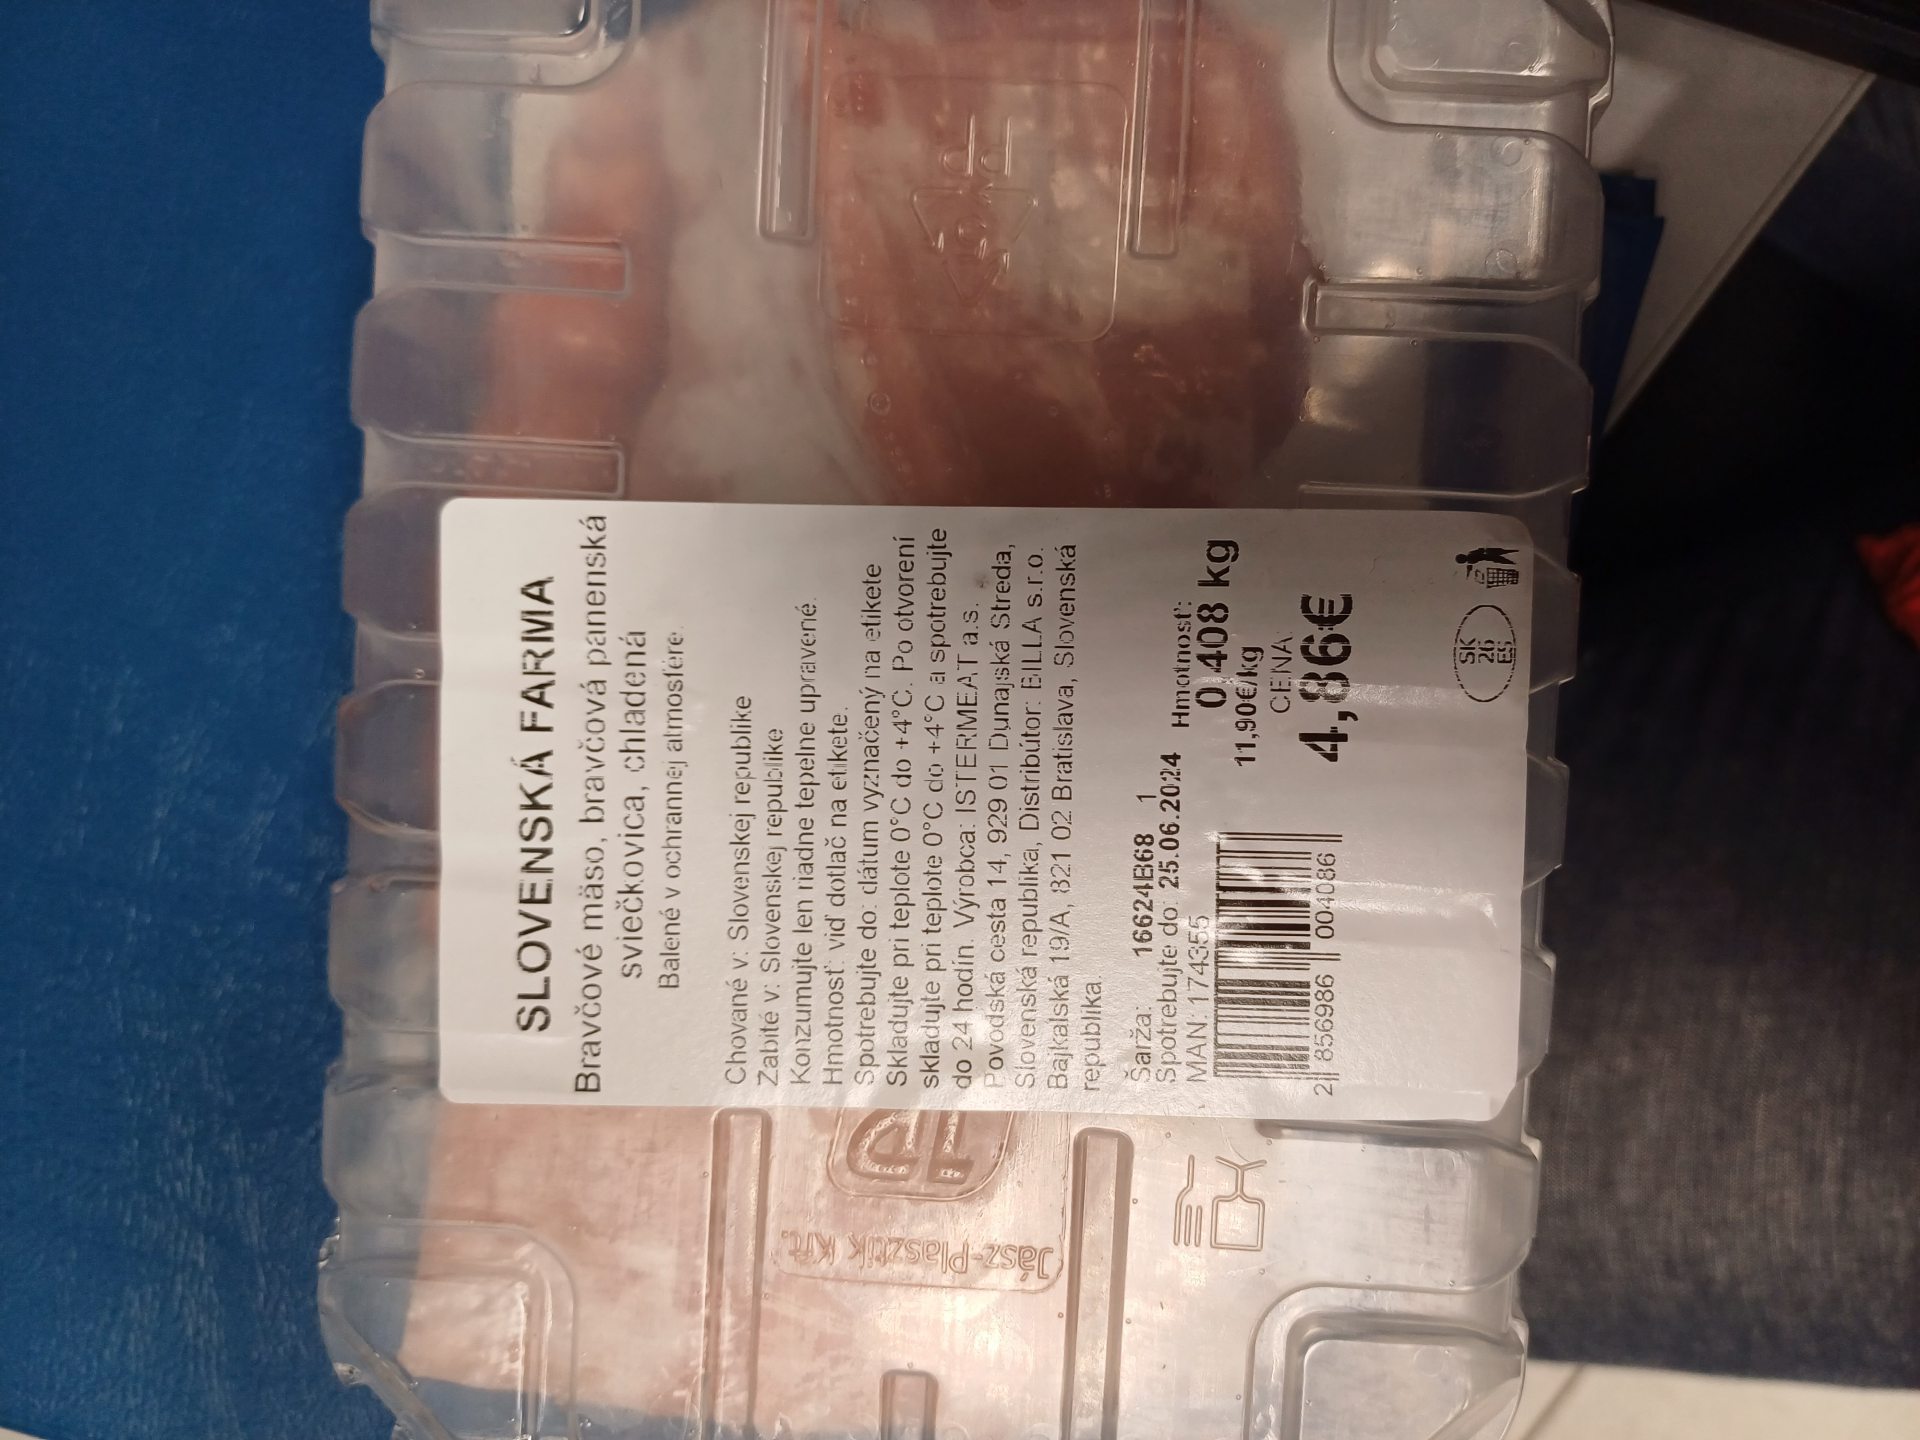 SLOVENSKÁ FARMA
Bravčové mäso, bravčová panenská
sviečkovica, chladená
Balené v ochrannej atmosfére.
Chované v: Slovenskej republike
Zabité v: Slovenskej republike
Konzumujte len riadne tepelne upravené.
Hmotnosť: viď dotlač na etikete.
Spotrebujte do: dátum vyznačený na etikete
Skladujte pri teplote 0°C do +4°C. Po otvorení
skladujte pri teplote 0°C do +4°C a spotrebujte
do 24 hodín. Výrobca: ISTERMEAT a.s.
Povodská cesta 14, 929 01 Dunajská Streda,
Slovenská republika, Distribútor: BILLA s.r.o.
Bajkalská 19/A, 821 02 Bratislava, Slovenská
republika.
Šarža: 16624B68 1
Spotrebujte do: 25.06.2024
MAN: 174355
2 856986 004086
Hmotnosť:
0,408 kg
11,90€/kg
CENA:
4,86€
SK
26
ES
Jász-Plasztik Kft.